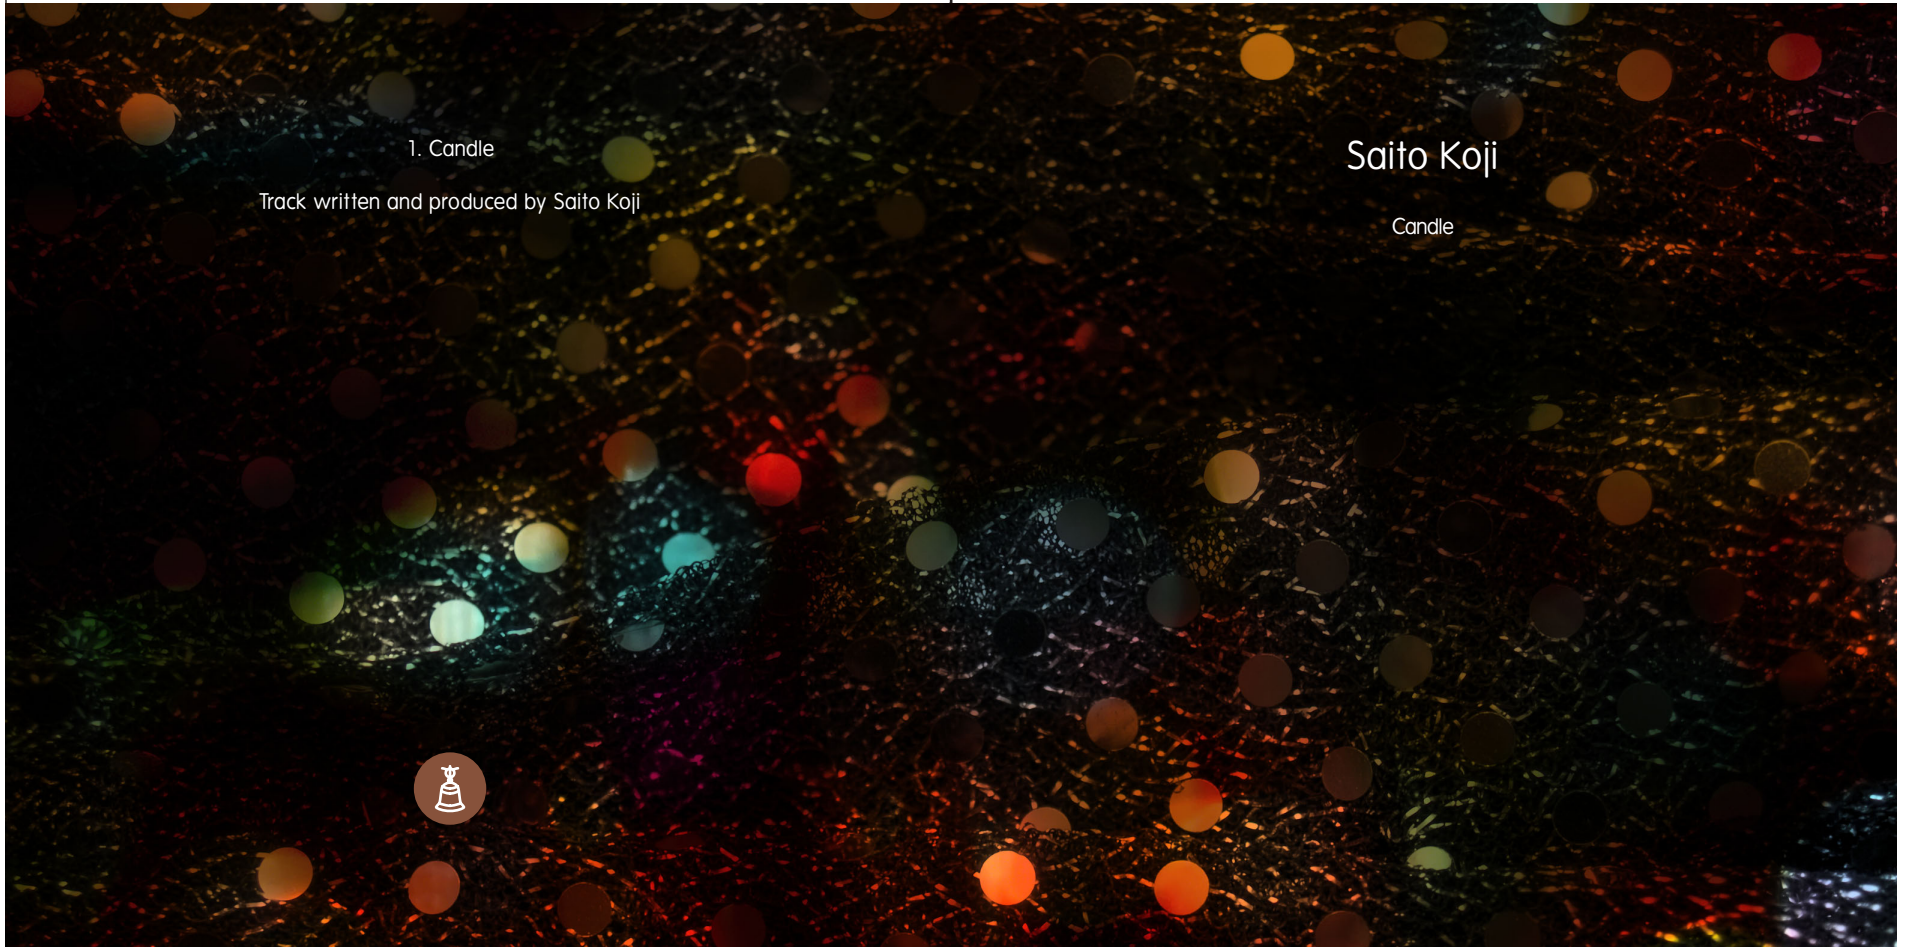 1. Candle
Track written and produced by Saito Koji
Saito Koji
Candle